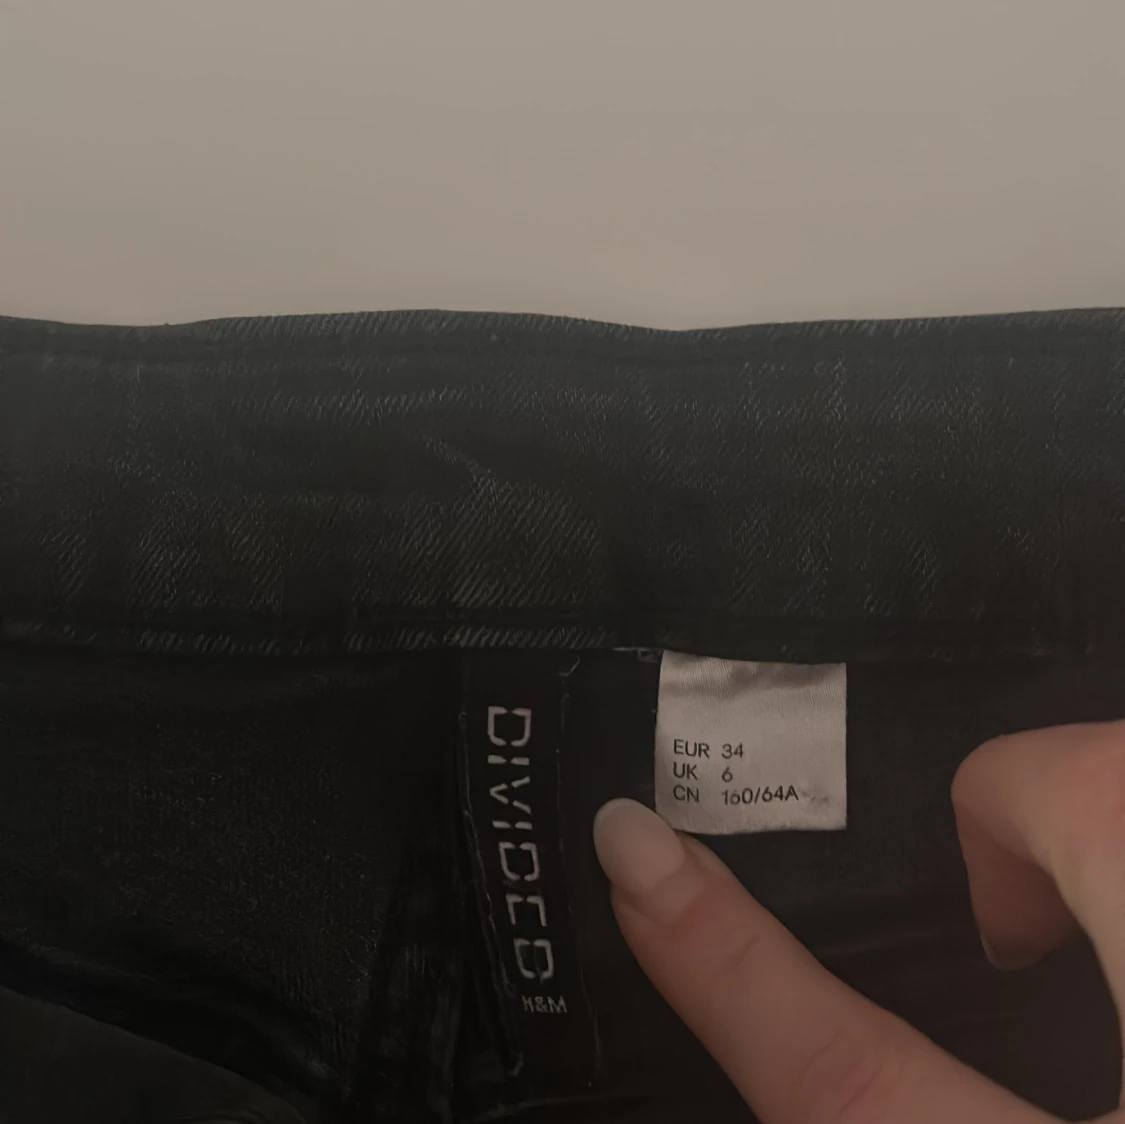 DIVIDED
H&M
EUR 34
UK 6
CN 160/64A